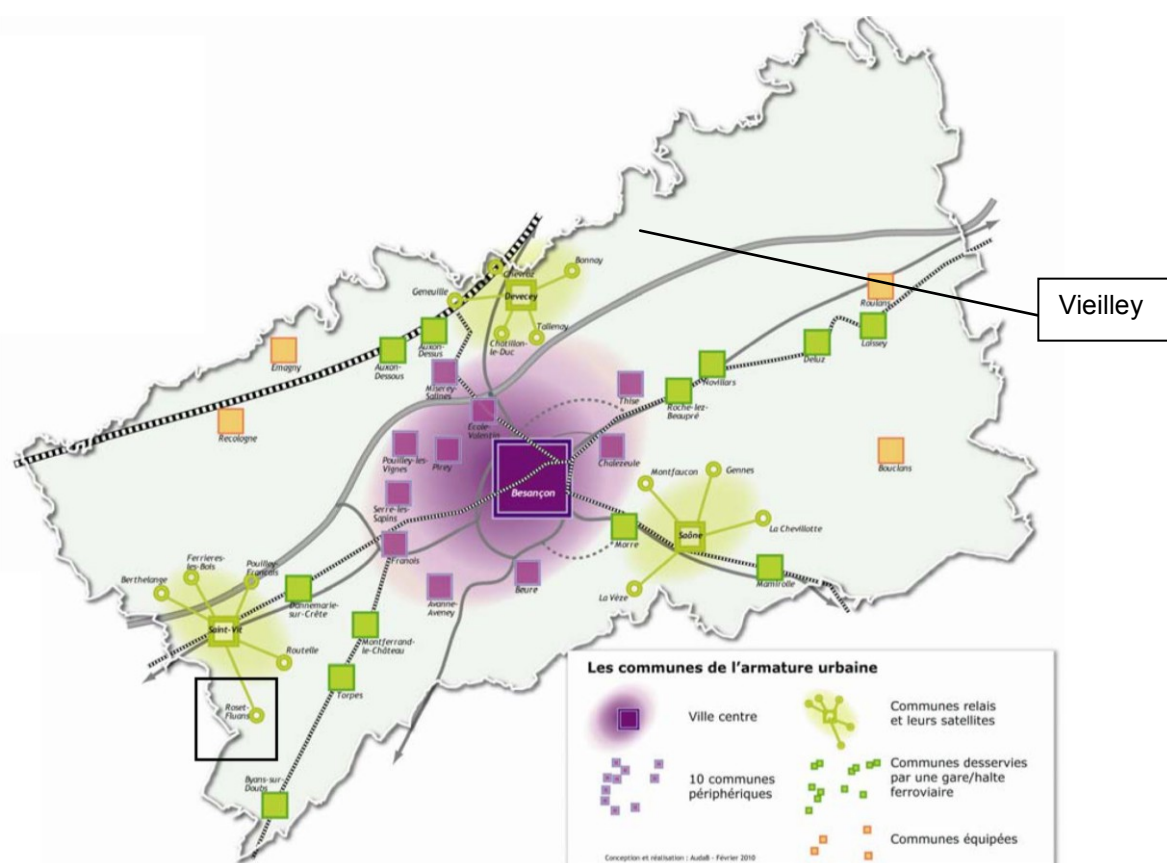 Vieilley
Chevroz
Bonnay
Geneuille
Devecey
Roulans
Tallenay
Châtillon-
le-Duc
Auxon-
Dessus
Laissey
Emagny
Auxon-
Dessous
Deluz
Miserey-
Salines
Novillars
Thise
Roche-lez-
Beaupré
Recologne
Ecole-
Valentin
Pouilley-les-
Vignes
Pirey
Chalezeule
Bouclans
Besançon
Montfaucon
Gennes
Serre-les-
Sapins
La Chevillotte
Saône
Morre
Franois
Ferrieres-
les-Bois
Pouilley-
Français
Berthelange
Mamirolle
Beure
Avanne-
Aveney
La Vèze
Dannemarie-
sur-Crête
Saint-Vit
Montferrand-
le-Château
Routelle
Torpes
Roset-
Fluans
Byans-sur-
Doubs
Les communes de l'armature urbaine
Ville centre
Communes relais
et leurs satellites
10 communes
périphériques
Communes desservies
par une gare/halte
ferroviaire
Communes équipées
Conception et réalisation : AudaB - Février 2010